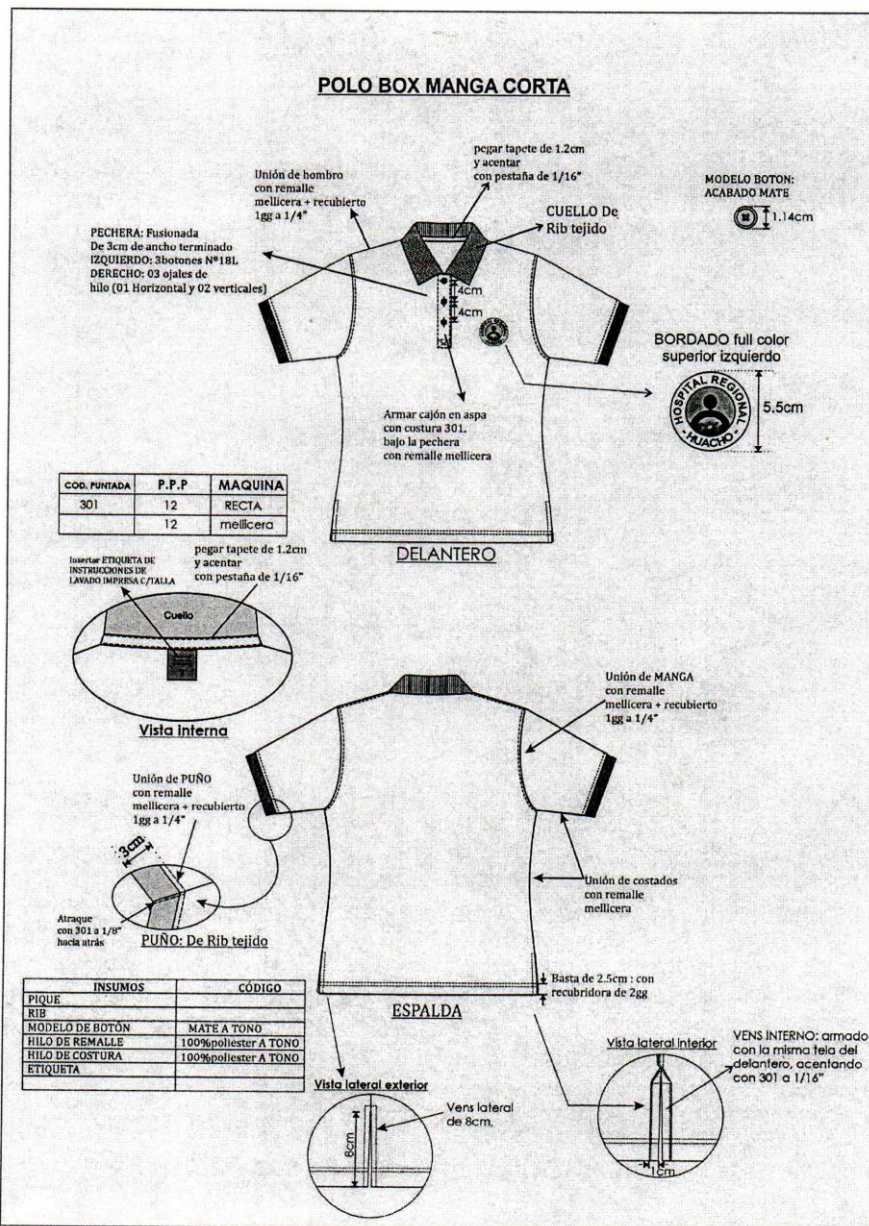 POLO BOX MANGA CORTA
Unión de hombro
con remalle
mellicera + recubierto
1gg a 1/4"
pegar tapete de 1.2cm
y acentar
con pestaña de 1/16"
CUELLO De
Rib tejido
MODELO BOTON:
ACABADO MATE
1.14cm
PECHERA: Fusionada
De 3cm de ancho terminado
IZQUIERDO: 3botones Nº18L
DERECHO: 03 ojales de
hilo (01 Horizontal y 02 verticales)
4cm
4cm
BORDADO full color
superior izquierdo
HOSPITAL REGIONAL
- HUACHO -
5.5cm
Armar cajón en aspa
con costura 301,
bajo la pechera
con remalle mellicera
COD. PUNTADA P.P.P MAQUINA
301 12 RECTA
12 mellicera
DELANTERO
Insertar ETIQUETA DE
INSTRUCCIONES DE
LAVADO IMPRESA C/TALLA
pegar tapete de 1.2cm
y acentar
con pestaña de 1/16"
Cuello
Vista interna
Unión de MANGA
con remalle
mellicera + recubierto
1gg a 1/4"
Unión de PUÑO
con remalle
mellicera + recubierto
1gg a 1/4"
3cm
Atraque
con 301 a 1/8"
hacia atrás
PUÑO: De Rib tejido
Unión de costados
con remalle
mellicera
Basta de 2.5cm : con
recubridora de 2gg
ESPALDA
INSUMOS CÓDIGO
PIQUE
RIB
MODELO DE BOTÓN MATE A TONO
HILO DE REMALLE 100%poliester A TONO
HILO DE COSTURA 100%poliester A TONO
ETIQUETA
Vista lateral exterior
Vens lateral
de 8cm.
8cm
Vista lateral interior
VENS INTERNO: armado
con la misma tela del
delantero, acentando
con 301 a 1/16"
1cm